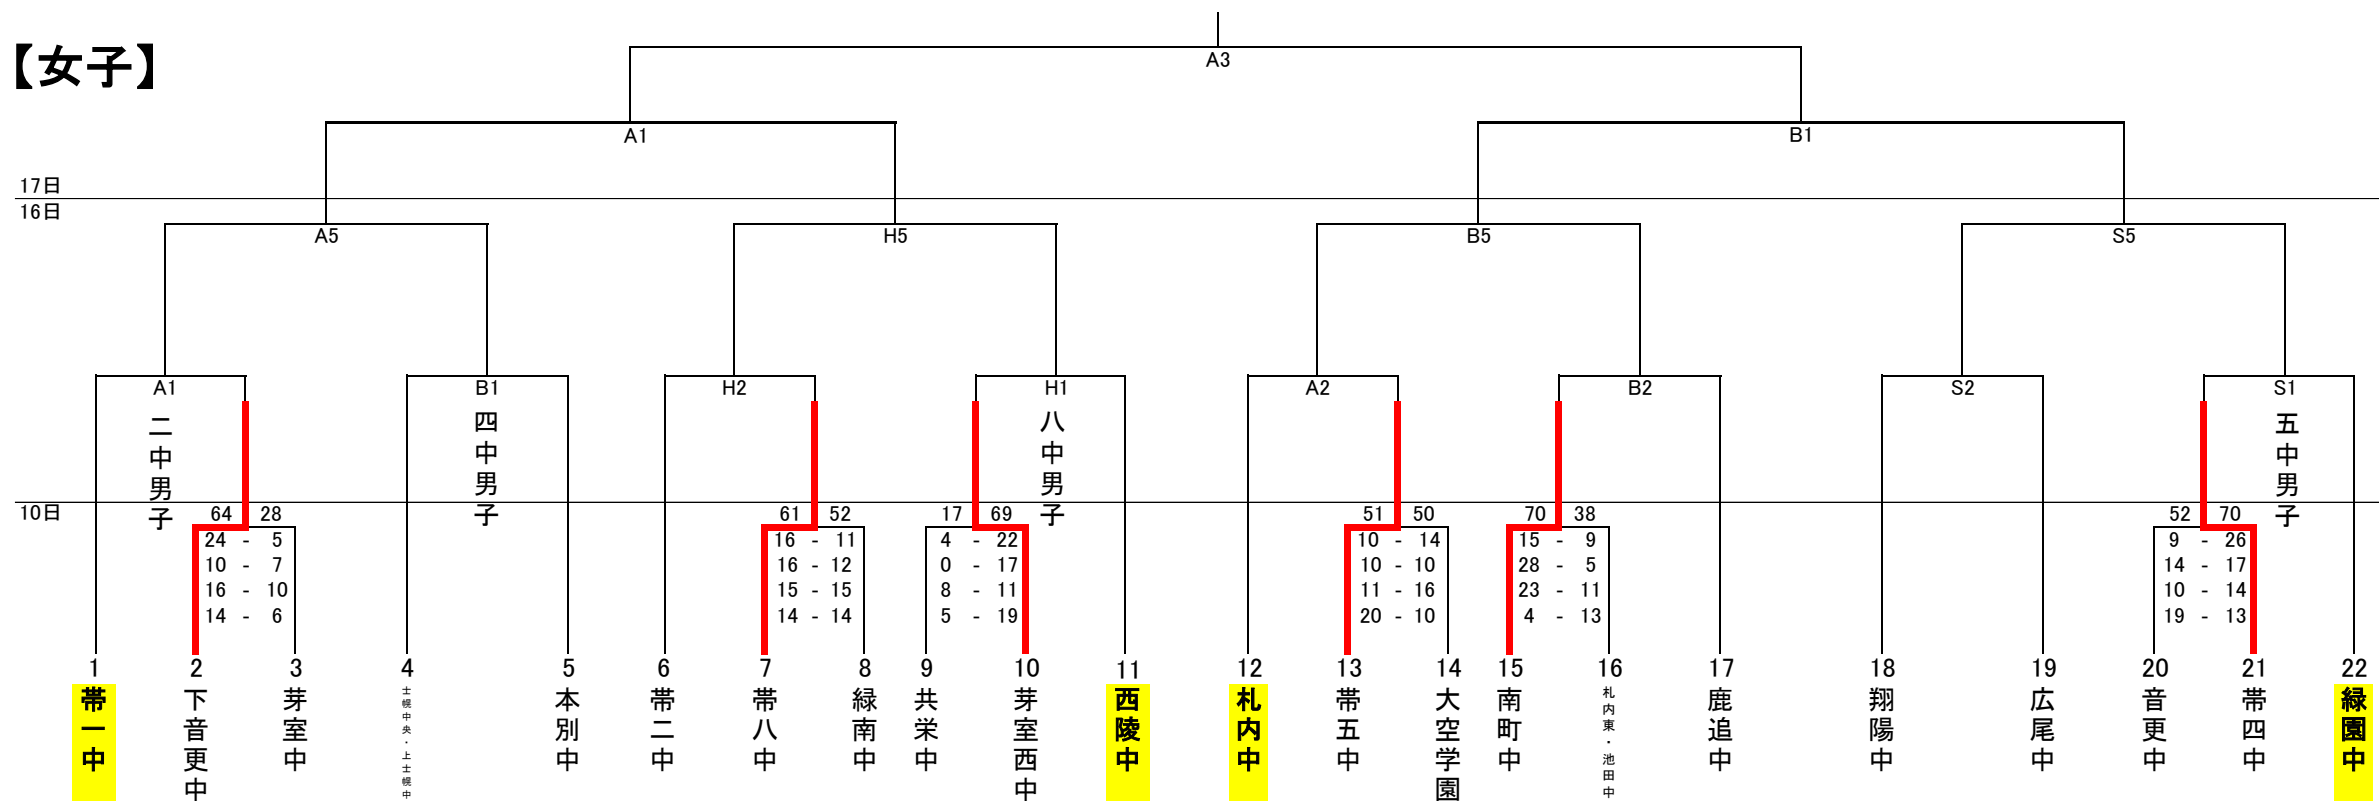 【女子】
A3
A1
B1
17日
16日
A5
H5
B5
S5
A1
B1
H2
H1
A2
B2
S2
S1
二中男子
四中男子
八中男子
五中男子
10日
64 28
24 - 5
10 - 7
16 - 10
14 - 6
61 52
16 - 11
16 - 12
15 - 15
14 - 14
17 69
4 - 22
0 - 17
8 - 11
5 - 19
51 50
10 - 14
10 - 10
11 - 16
20 - 10
70 38
15 - 9
28 - 5
23 - 11
4 - 13
52 70
9 - 26
14 - 17
10 - 14
19 - 13
1 帯一中
2 下音更中
3 芽室中
4 士幌中央・上士幌中
5 本別中
6 帯二中
7 帯八中
8 緑南中
9 共栄中
10 芽室西中
11 西陵中
12 札内中
13 帯五中
14 大空学園
15 南町中
16 札内東・池田中
17 鹿追中
18 翔陽中
19 広尾中
20 音更中
21 帯四中
22 緑園中